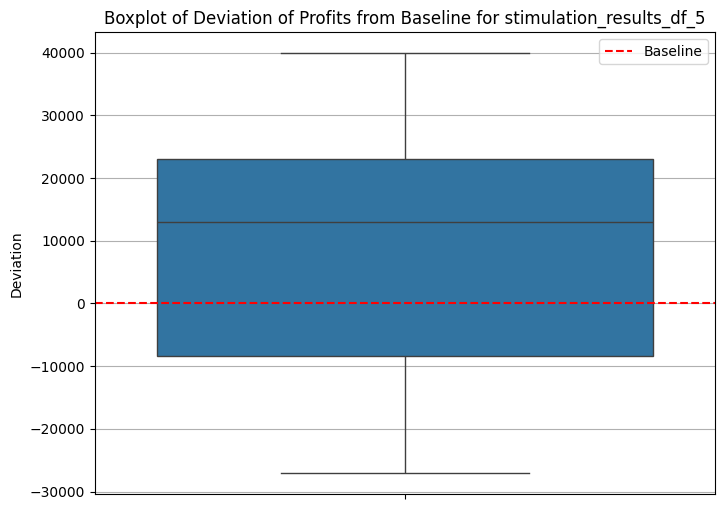 Boxplot of Deviation of Profits from Baseline for stimulation_results_df_5
Baseline
40000
30000
20000
10000
0
−10000
−20000
−30000
Deviation